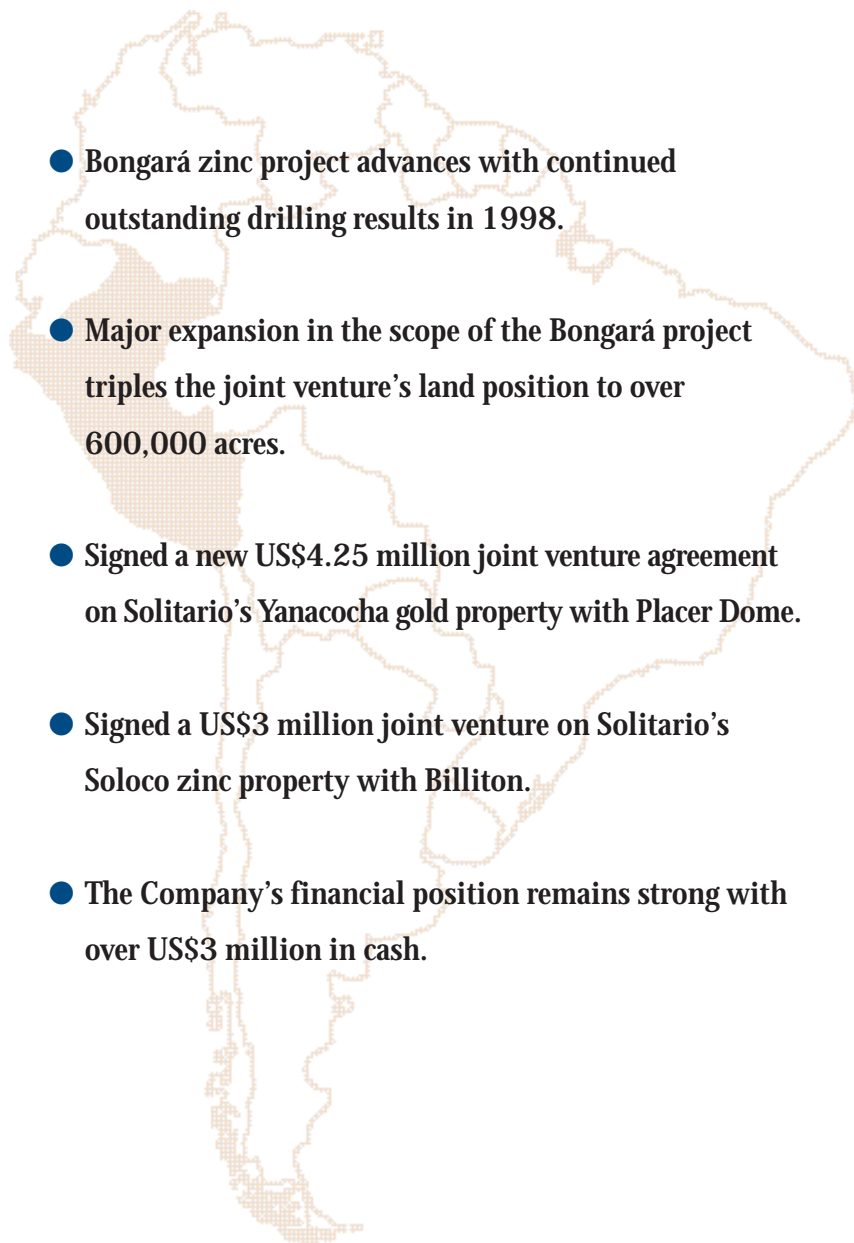 ● Bongará zinc project advances with continued
outstanding drilling results in 1998.
● Major expansion in the scope of the Bongará project
triples the joint venture’s land position to over
600,000 acres.
● Signed a new US$4.25 million joint venture agreement
on Solitario’s Yanacocha gold property with Placer Dome.
● Signed a US$3 million joint venture on Solitario’s
Soloco zinc property with Billiton.
● The Company’s financial position remains strong with
over US$3 million in cash.